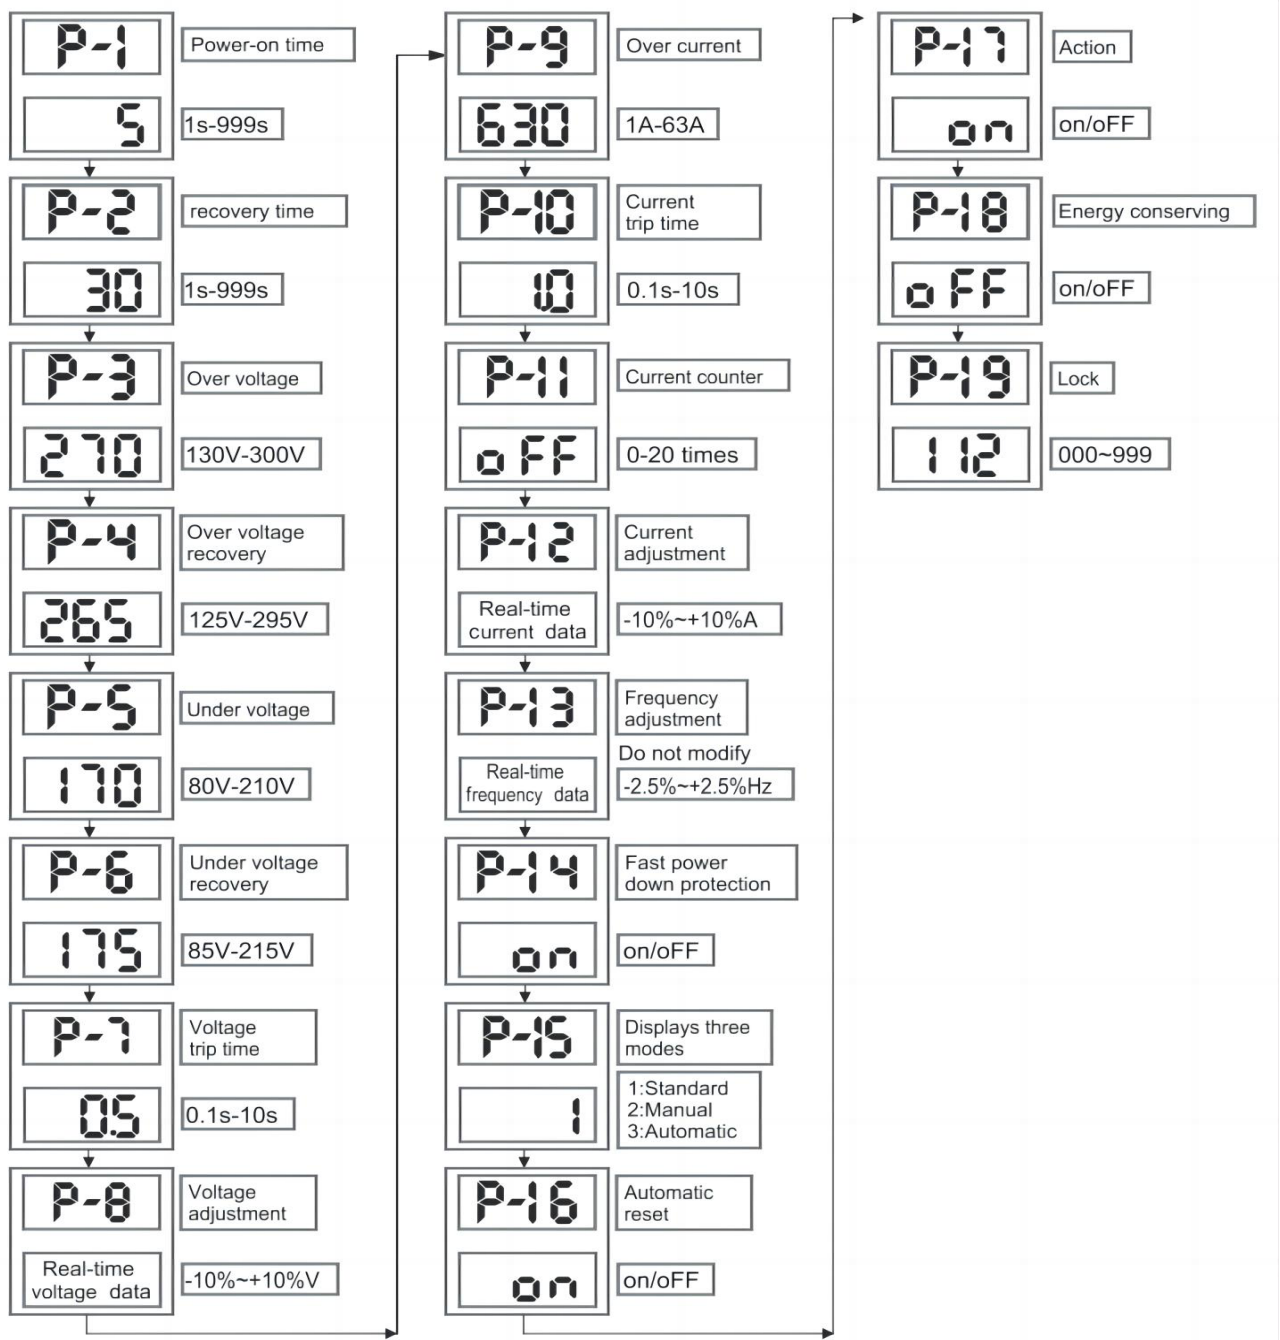 P-1
Power-on time
5
1s-999s
P-2
recovery time
30
1s-999s
P-3
Over voltage
270
130V-300V
P-4
Over voltage
recovery
265
125V-295V
P-5
Under voltage
170
80V-210V
P-6
Under voltage
recovery
175
85V-215V
P-7
Voltage
trip time
0.5
0.1s-10s
P-8
Voltage
adjustment
Real-time
voltage data
-10%~+10%V
P-9
Over current
630
1A-63A
P-10
Current
trip time
1.0
0.1s-10s
P-11
Current counter
oFF
0-20 times
P-12
Current
adjustment
Real-time
current data
-10%~+10%A
P-13
Frequency
adjustment
Do not modify
Real-time
frequency data
-2.5%~+2.5%Hz
P-14
Fast power
down protection
on
on/oFF
P-15
Displays three
modes
1
1:Standard
2:Manual
3:Automatic
P-16
Automatic
reset
on
on/oFF
P-17
Action
on
on/oFF
P-18
Energy conserving
oFF
on/oFF
P-19
Lock
112
000~999